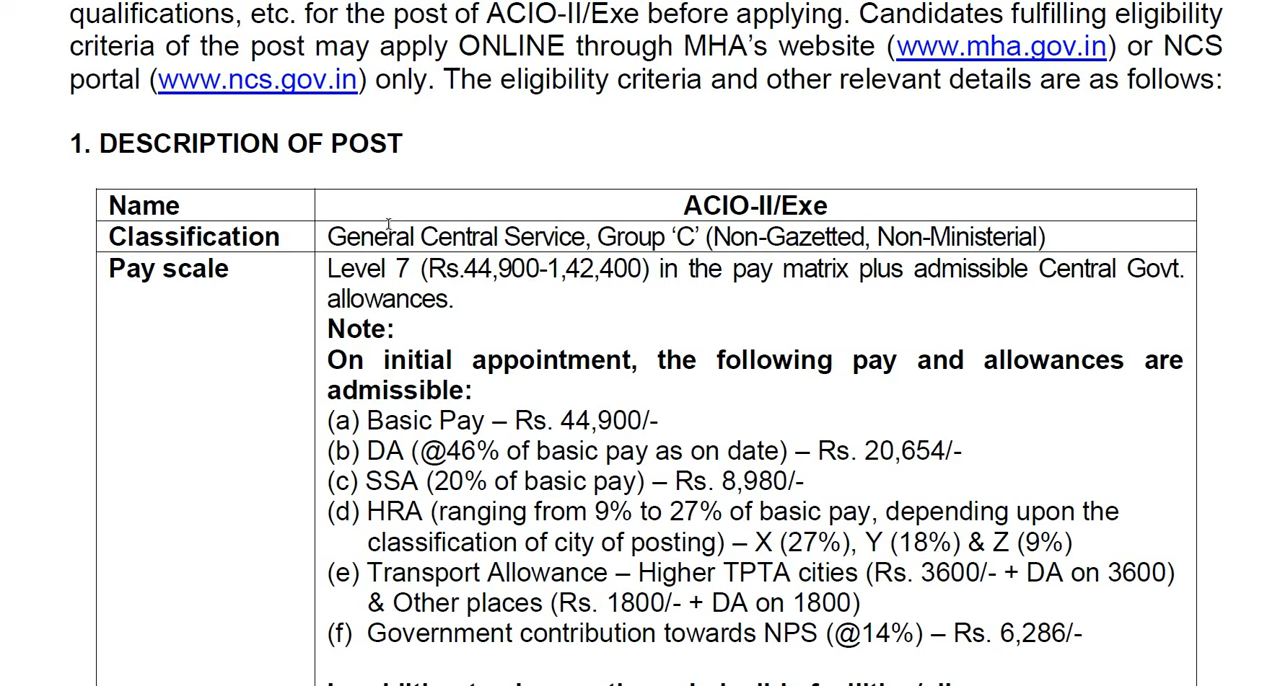 qualifications, etc. for the post of ACIO-II/Exe before applying. Candidates fulfilling eligibility
criteria of the post may apply ONLINE through MHA's website (www.mha.gov.in) or NCS
portal (www.ncs.gov.in) only. The eligibility criteria and other relevant details are as follows:
1. DESCRIPTION OF POST
Name ACIO-II/Exe
Classification General Central Service, Group ‘C’ (Non-Gazetted, Non-Ministerial)
Pay scale Level 7 (Rs.44,900-1,42,400) in the pay matrix plus admissible Central Govt.
allowances.
Note:
On initial appointment, the following pay and allowances are
admissible:
(a) Basic Pay – Rs. 44,900/-
(b) DA (@46% of basic pay as on date) – Rs. 20,654/-
(c) SSA (20% of basic pay) – Rs. 8,980/-
(d) HRA (ranging from 9% to 27% of basic pay, depending upon the
classification of city of posting) – X (27%), Y (18%) & Z (9%)
(e) Transport Allowance – Higher TPTA cities (Rs. 3600/- + DA on 3600)
& Other places (Rs. 1800/- + DA on 1800)
(f) Government contribution towards NPS (@14%) – Rs. 6,286/-